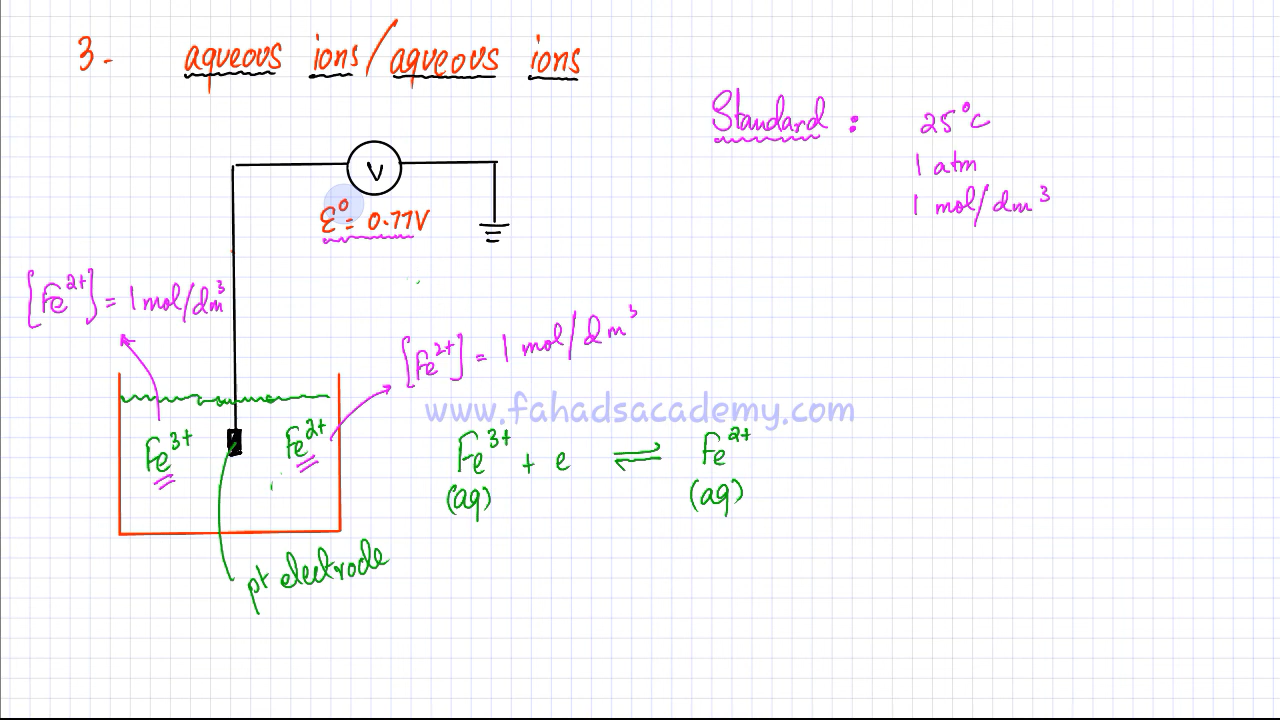 3. aqueous ions/aqueous ions
Standard : 25°c
1 atm
1 mol/dm³
V
ε° = 0.77V
[Fe²⁺] = 1 mol/dm³
[Fe²⁺] = 1 mol/dm³
www.fahadsacademy.com
Fe³⁺ Fe²⁺
Fe³⁺ + e ⇌ Fe²⁺
(aq) (aq)
pt electrode